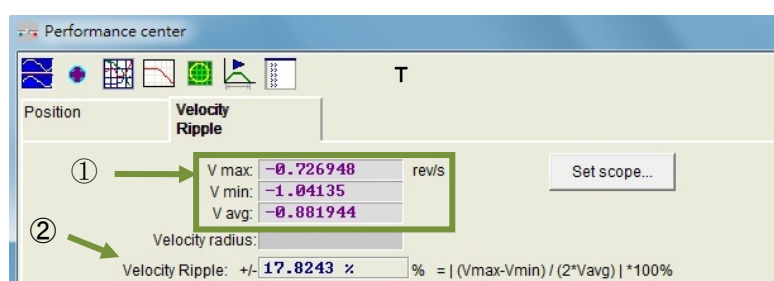 Performance center
T
Position
Velocity
Ripple
① V max: -0.726948 rev/s Set scope...
V min: -1.04135
V avg: -0.881944
② Velocity radius:
Velocity Ripple: +/- 17.8243 % % = | (Vmax-Vmin) / (2*Vavg) | *100%